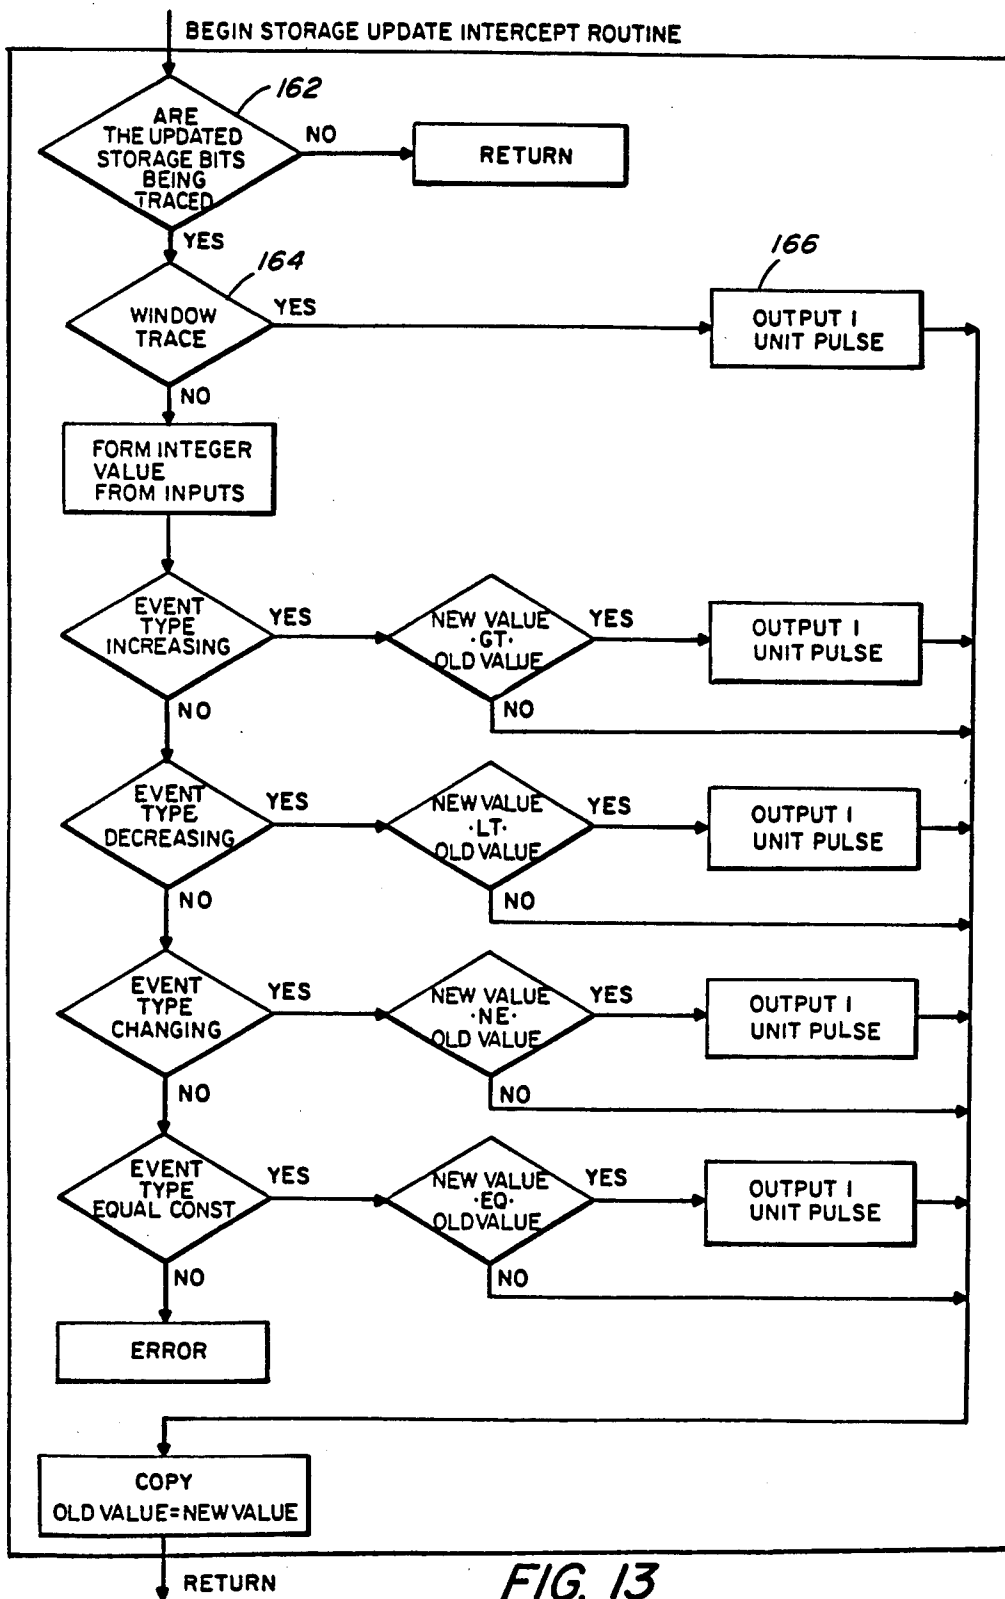 BEGIN STORAGE UPDATE INTERCEPT ROUTINE
162
ARE
THE UPDATED
STORAGE BITS
BEING
TRACED
NO
RETURN
YES
164
WINDOW
TRACE
YES
166
OUTPUT 1
UNIT PULSE
NO
FORM INTEGER
VALUE
FROM INPUTS
EVENT
TYPE
INCREASING
YES
NEW VALUE
·GT·
OLD VALUE
YES
OUTPUT 1
UNIT PULSE
NO
NO
EVENT
TYPE
DECREASING
YES
NEW VALUE
·LT·
OLD VALUE
YES
OUTPUT 1
UNIT PULSE
NO
NO
EVENT
TYPE
CHANGING
YES
NEW VALUE
·NE·
OLD VALUE
YES
OUTPUT 1
UNIT PULSE
NO
NO
EVENT
TYPE
EQUAL CONST
YES
NEW VALUE
·EQ·
OLD VALUE
YES
OUTPUT 1
UNIT PULSE
NO
NO
ERROR
COPY
OLD VALUE=NEW VALUE
RETURN
FIG. 13